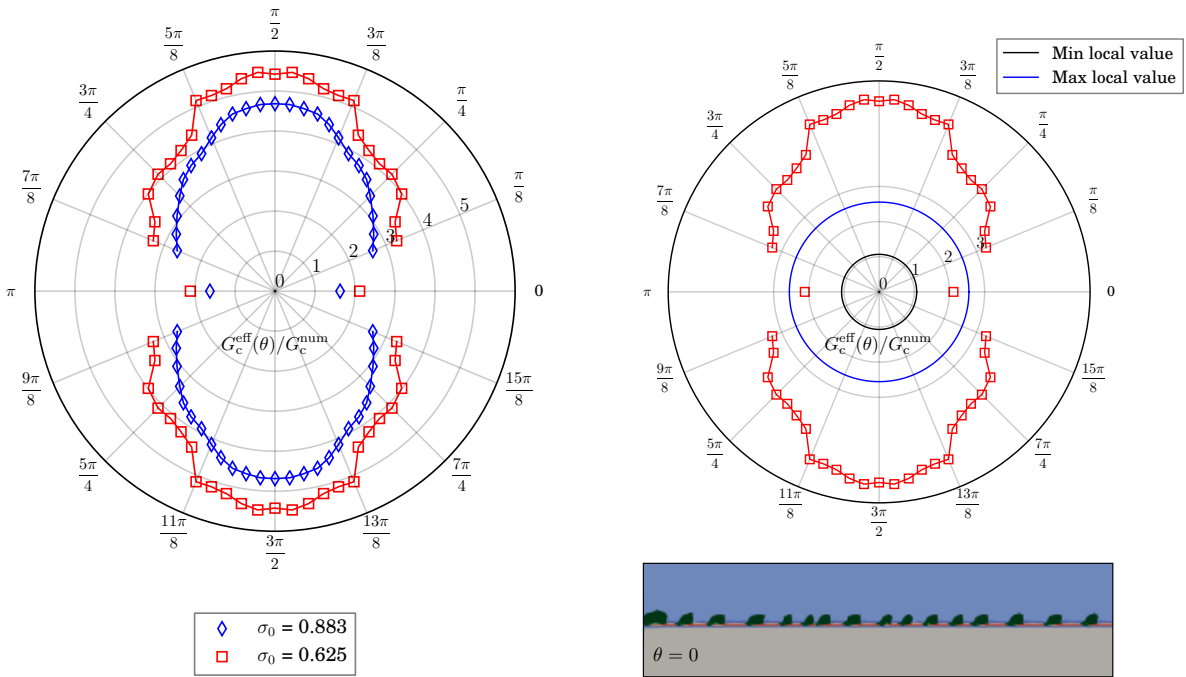 π/2
5π/8
3π/8
3π/4
π/4
7π/8
π/8
π
0
0
1
2
3
4
5
G_c^eff(θ)/G_c^num
9π/8
15π/8
5π/4
7π/4
11π/8
13π/8
3π/2
σ₀ = 0.883
σ₀ = 0.625
Min local value
Max local value
π/2
5π/8
3π/8
3π/4
π/4
7π/8
π/8
π
0
0
1
2
3
G_c^eff(θ)/G_c^num
9π/8
15π/8
5π/4
7π/4
11π/8
13π/8
3π/2
θ = 0